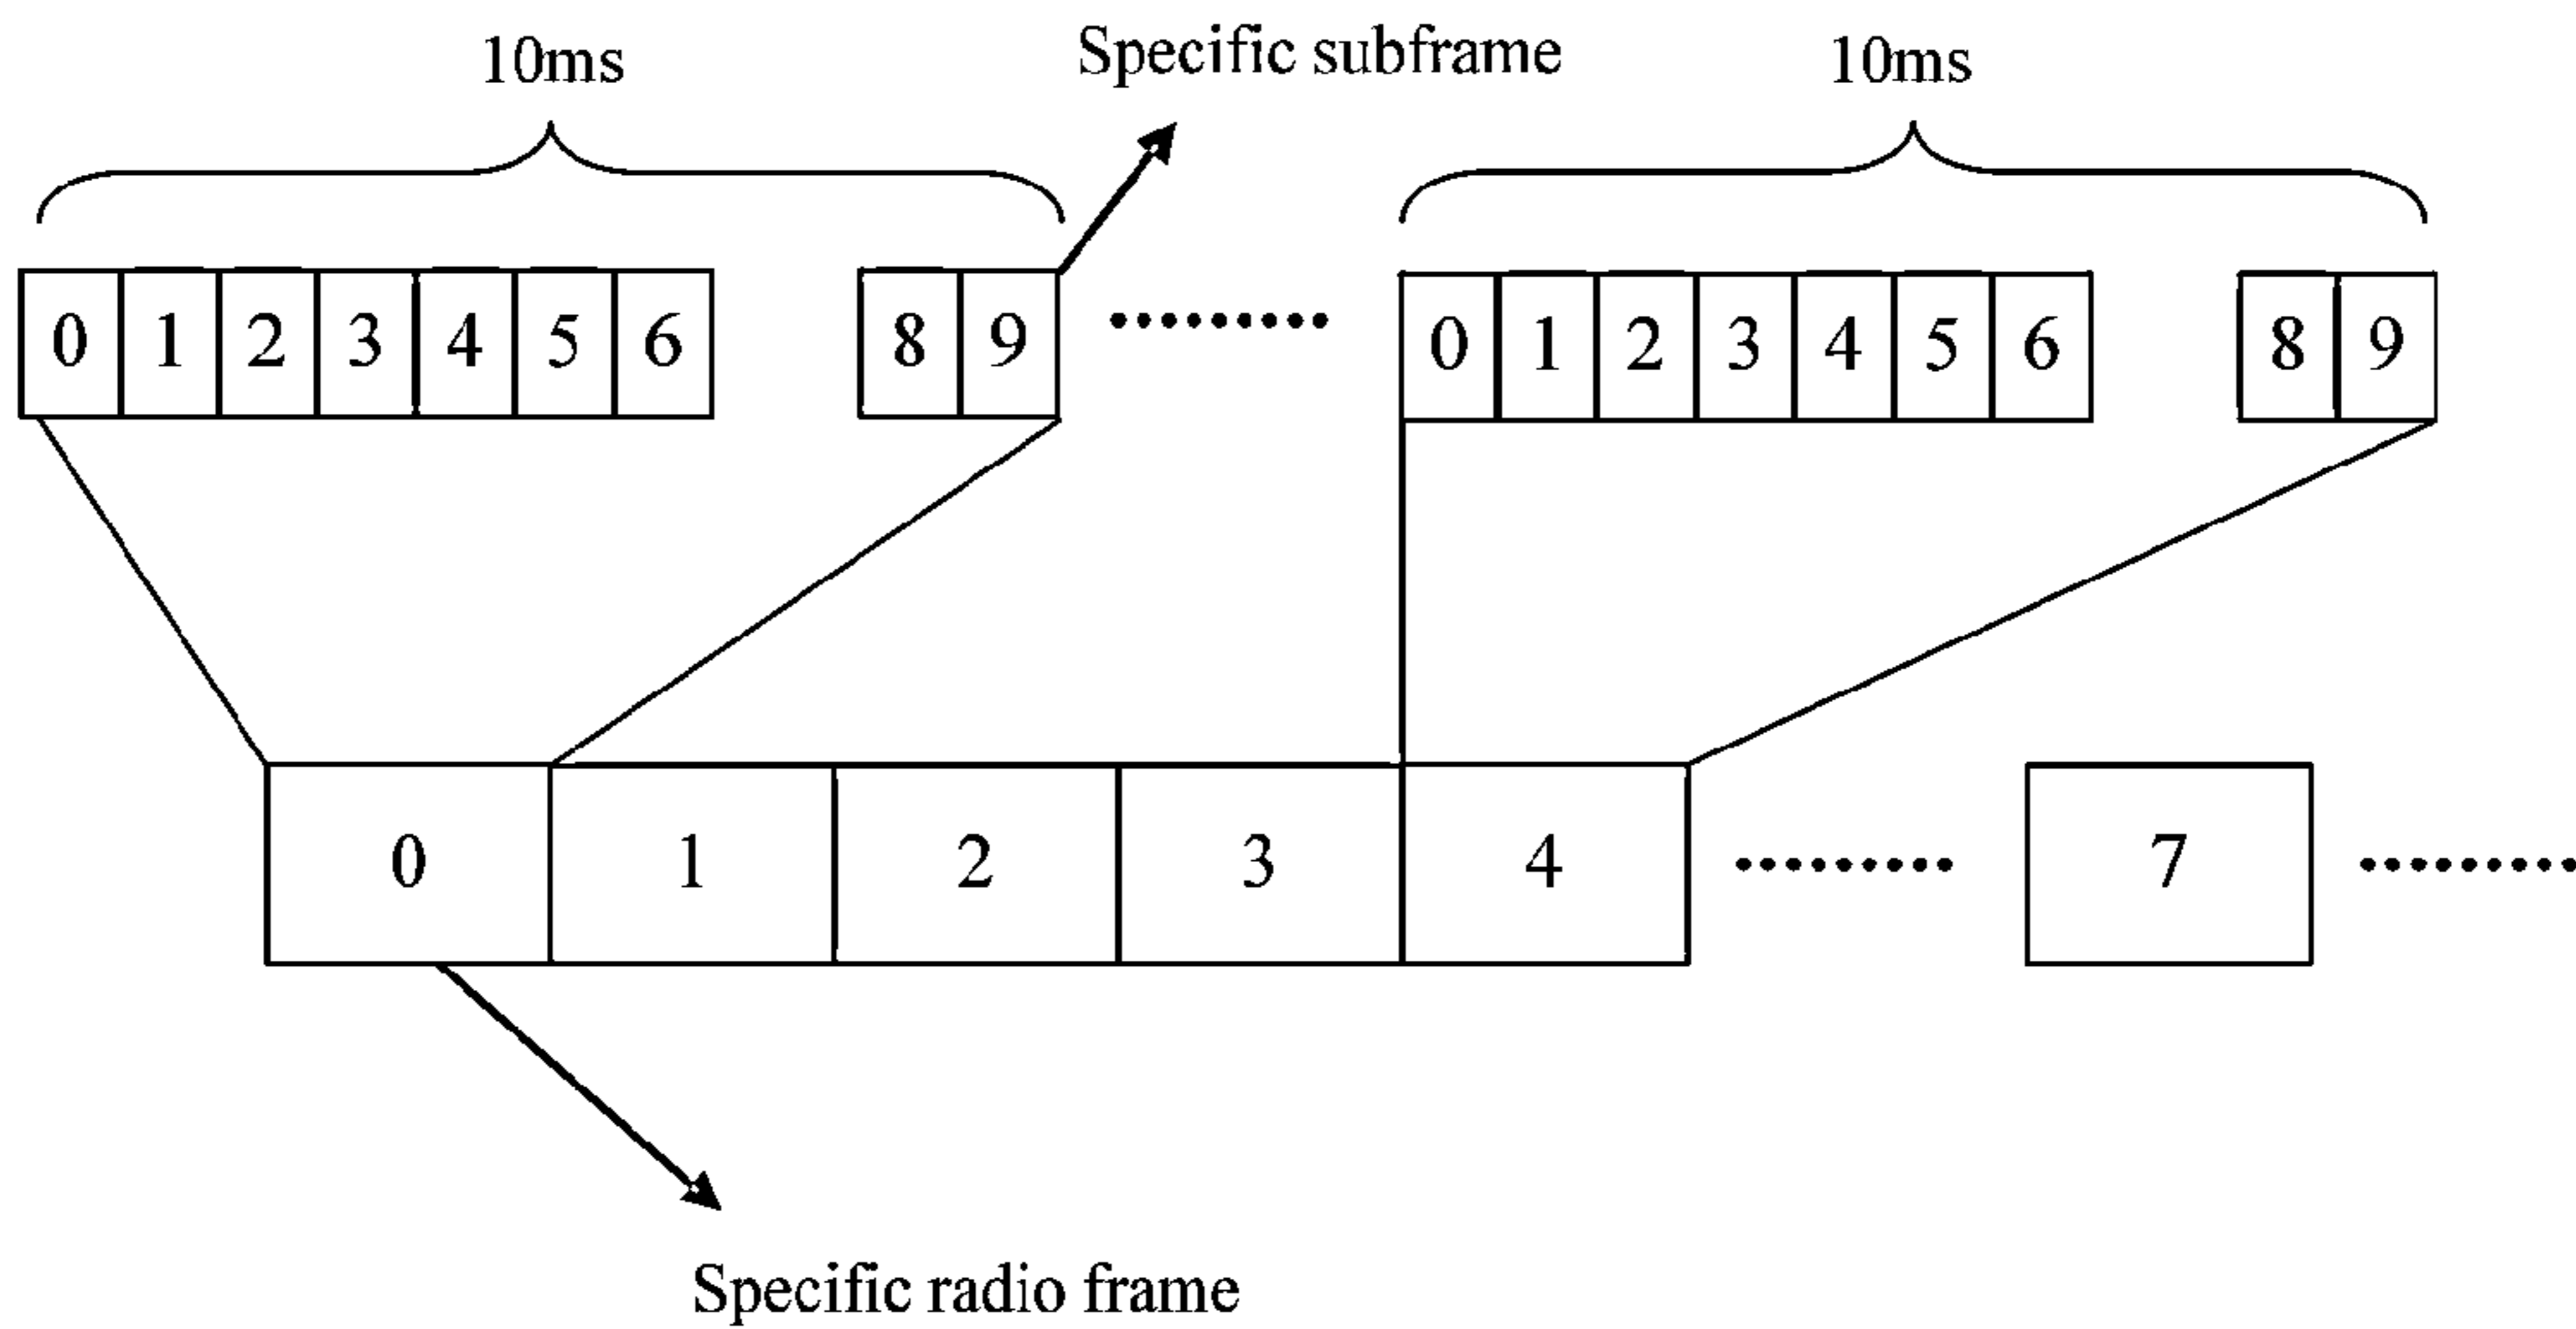 10ms Specific subframe 10ms
0 1 2 3 4 5 6 8 9 ......... 0 1 2 3 4 5 6 8 9
0 1 2 3 4 ......... 7 .........
Specific radio frame